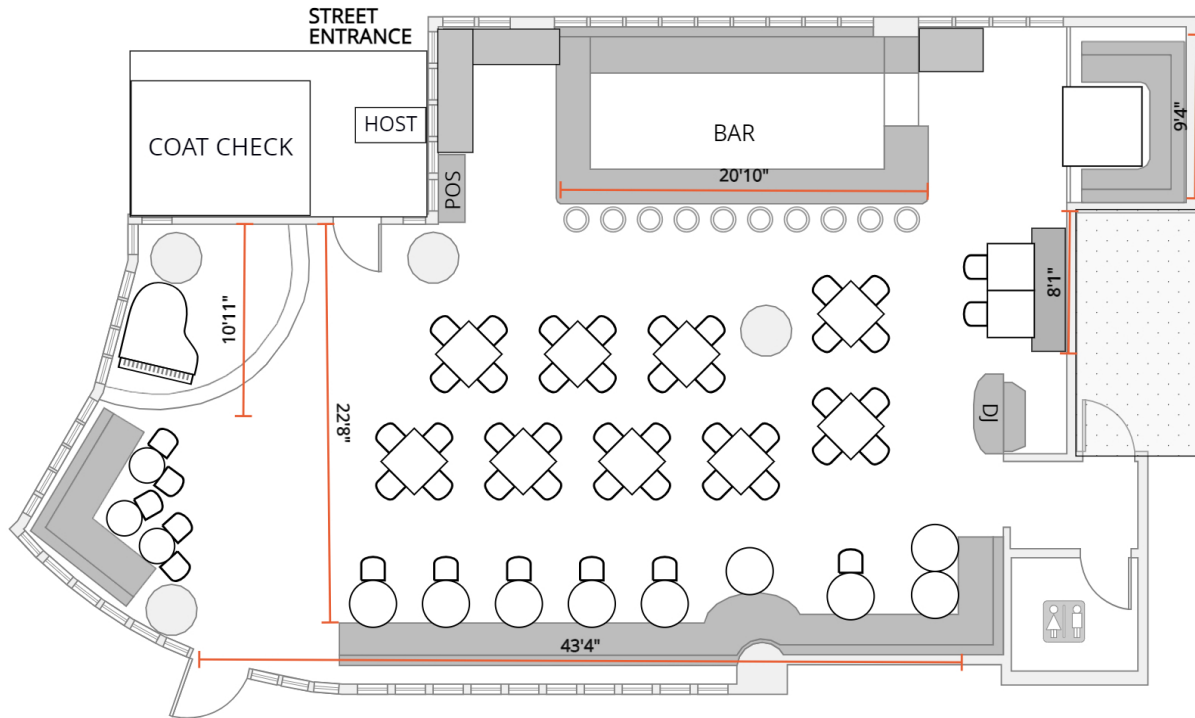 STREET
ENTRANCE
COAT CHECK
HOST
POS
BAR
20'10"
9'4"
8'1"
10'11"
22'8"
DJ
43'4"